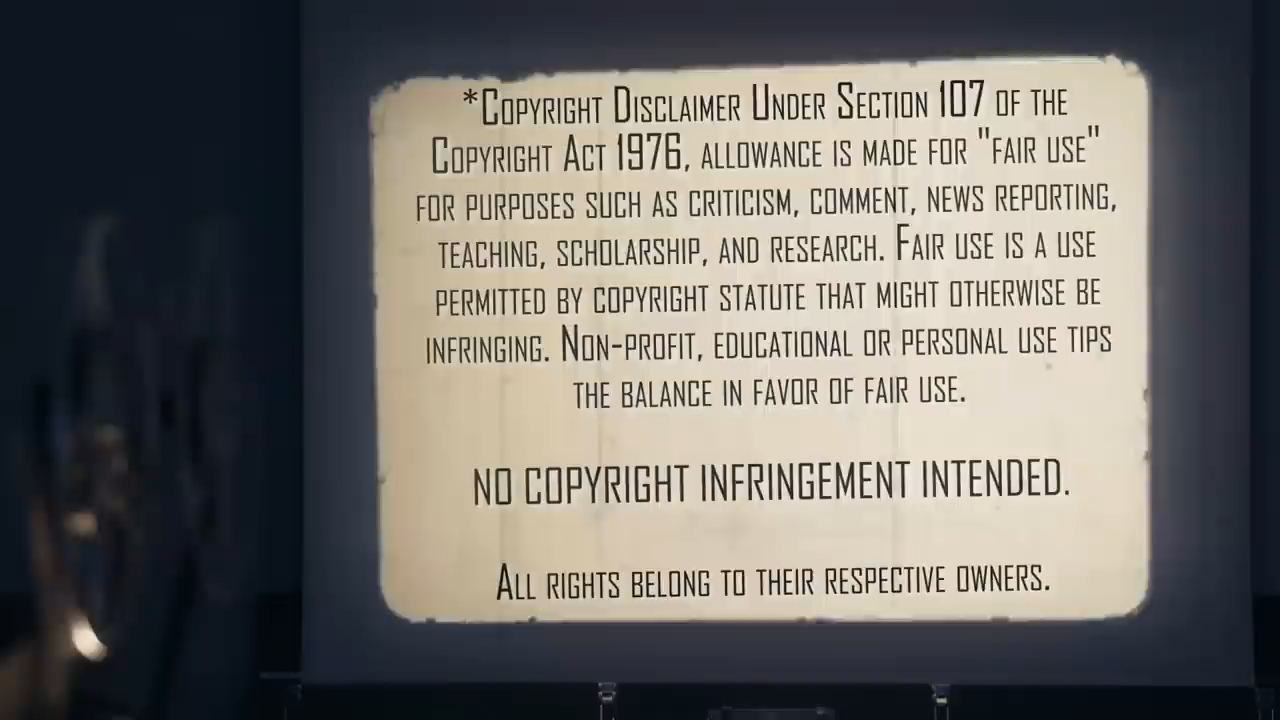 *Copyright Disclaimer Under Section 107 of the
Copyright Act 1976, allowance is made for "fair use"
for purposes such as criticism, comment, news reporting,
teaching, scholarship, and research. Fair use is a use
permitted by copyright statute that might otherwise be
infringing. Non-profit, educational or personal use tips
the balance in favor of fair use.
NO COPYRIGHT INFRINGEMENT INTENDED.
All rights belong to their respective owners.